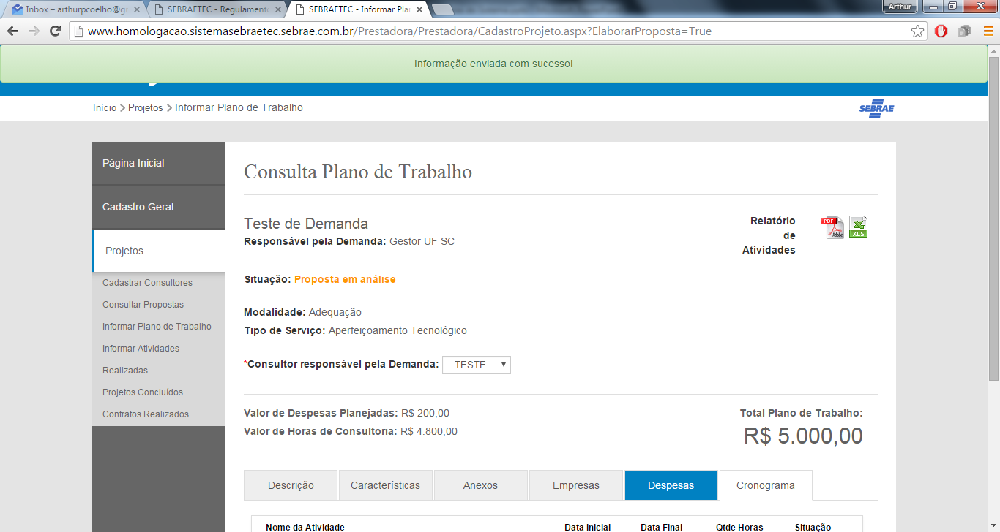 Inbox – arthurpcoelho@g
SEBRAETEC - Regulamento
SEBRAETEC - Informar Pla
Arthur
www.homologacao.sistemasebraetec.sebrae.com.br/Prestadora/Prestadora/CadastroProjeto.aspx?ElaborarProposta=True
Informação enviada com sucesso!
Início > Projetos > Informar Plano de Trabalho
SEBRAE
Página Inicial
Cadastro Geral
Projetos
Cadastrar Consultores
Consultar Propostas
Informar Plano de Trabalho
Informar Atividades
Realizadas
Projetos Concluídos
Contratos Realizados
Consulta Plano de Trabalho
Teste de Demanda
Responsável pela Demanda: Gestor UF SC
Relatório
de
Atividades
PDF
Adobe
XLS
Situação: Proposta em análise
Modalidade: Adequação
Tipo de Serviço: Aperfeiçoamento Tecnológico
*Consultor responsável pela Demanda: TESTE
Valor de Despesas Planejadas: R$ 200,00
Valor de Horas de Consultoria: R$ 4.800,00
Total Plano de Trabalho:
R$ 5.000,00
Descrição Características Anexos Empresas Despesas Cronograma
Nome da Atividade Data Inicial Data Final Qtde Horas Situação